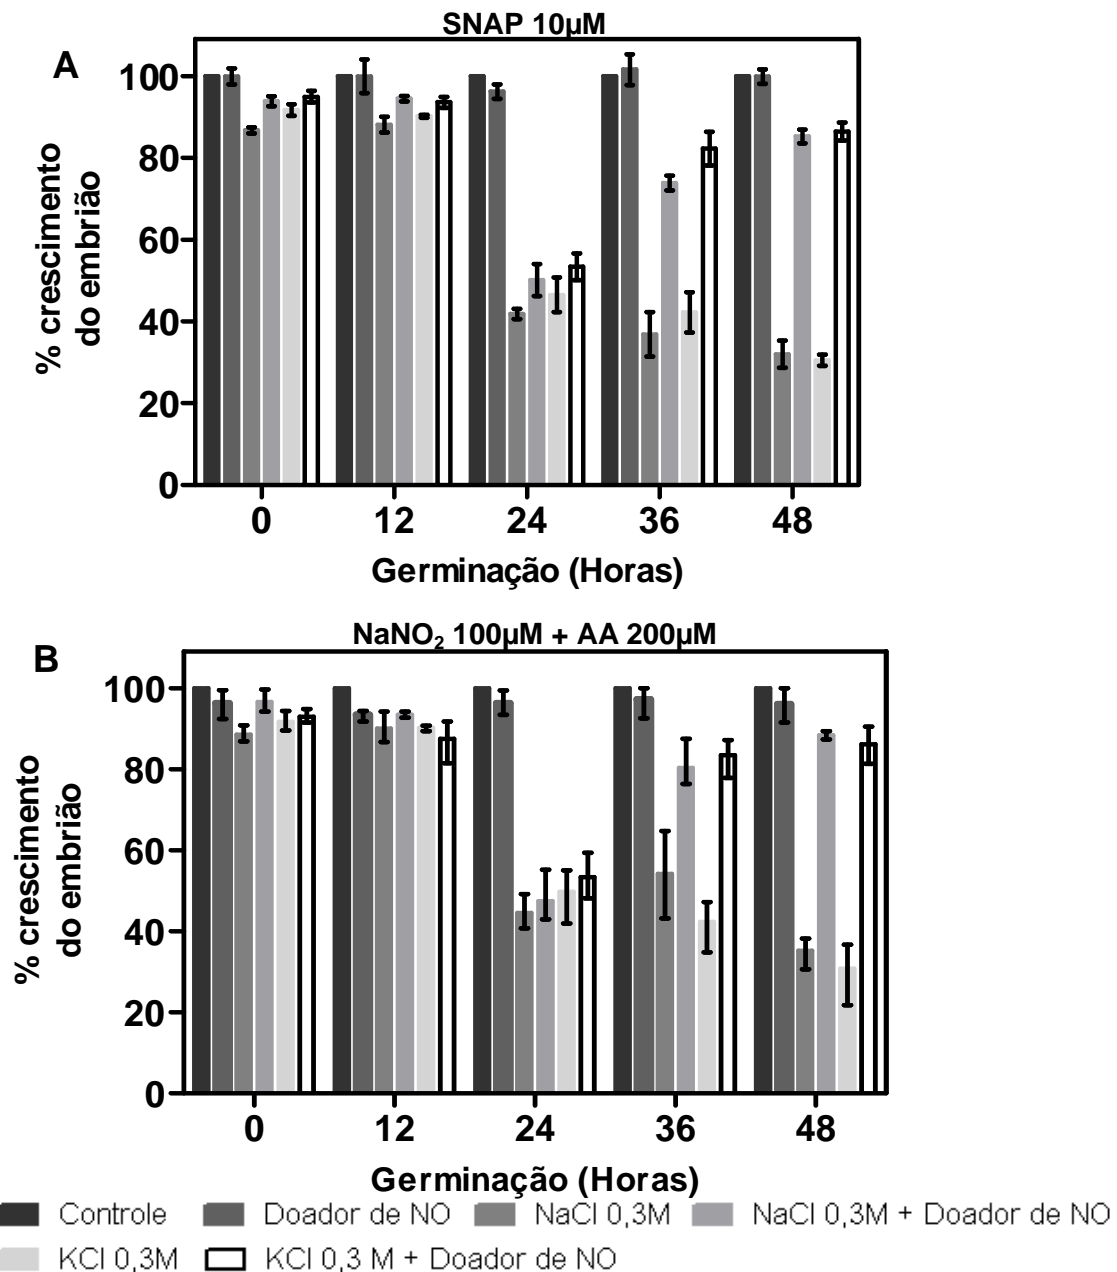 SNAP 10µM
A
100
80
60
40
20
0
% crescimento
do embrião
0 12 24 36 48
Germinação (Horas)
NaNO₂ 100µM + AA 200µM
B
100
80
60
40
20
0
% crescimento
do embrião
0 12 24 36 48
Germinação (Horas)
Controle Doador de NO NaCl 0,3M NaCl 0,3M + Doador de NO
KCl 0,3M KCl 0,3 M + Doador de NO